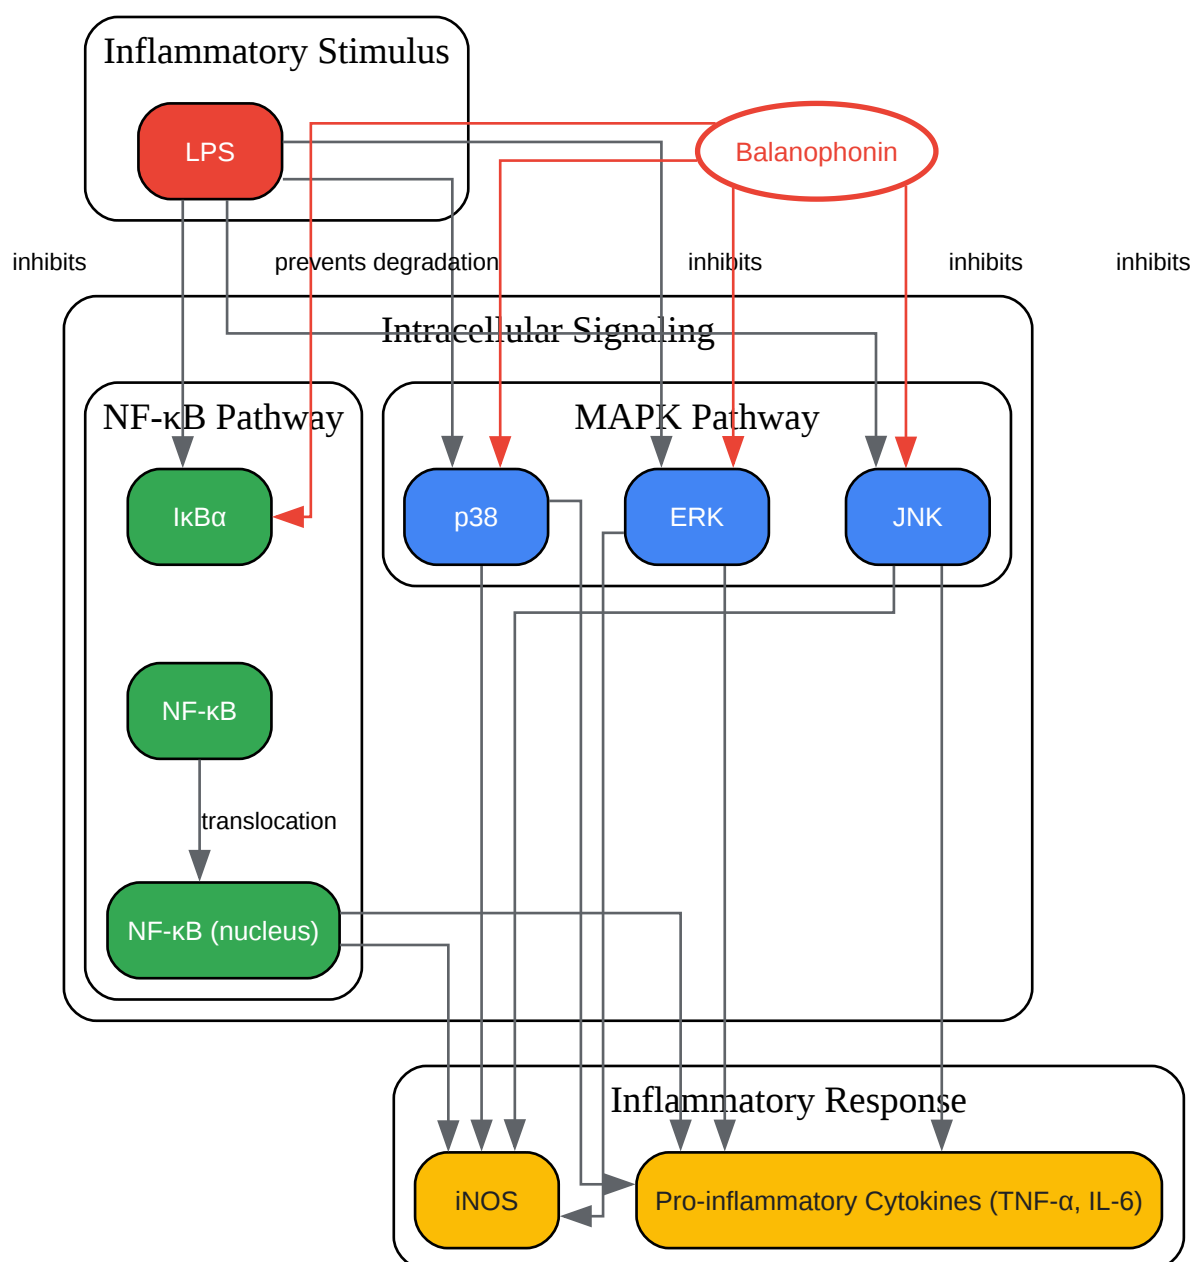 Inflammatory Stimulus
LPS
Balanophonin
inhibits
prevents degradation
inhibits
inhibits
inhibits
Intracellular Signaling
NF-κB Pathway
MAPK Pathway
IκBα
p38
ERK
JNK
NF-κB
translocation
NF-κB (nucleus)
Inflammatory Response
iNOS
Pro-inflammatory Cytokines (TNF-α, IL-6)